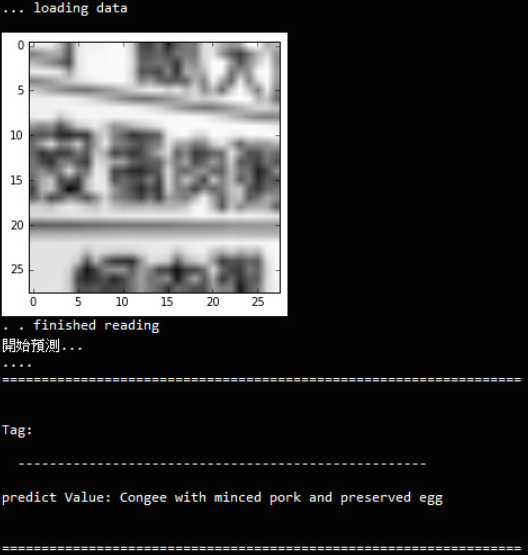 ... loading data
0
5
10
15
20
25
0 5 10 15 20 25
. . finished reading
開始預測...
....
==================================================================
Tag:
----------------------------------------------------
predict Value: Congee with minced pork and preserved egg
==================================================================